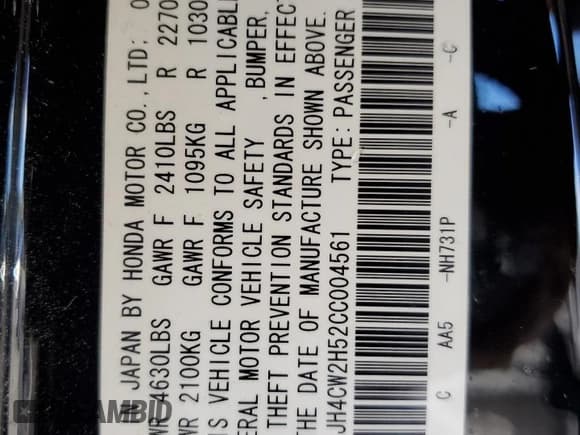 JAPAN BY HONDA MOTOR CO.,LTD: 0
4630LBS GAWR F 2410LBS R 2270
WR 2100KG GAWR F 1095KG R 1030
IS VEHICLE CONFORMS TO ALL APPLICABL
ERAL MOTOR VEHICLE SAFETY ,BUMPER,
THEFT PREVENTION STANDARDS IN EFFECT
THE DATE OF MANUFACTURE SHOWN ABOVE.
JH4CW2H52CC004561 TYPE: PASSENGER
C AA5 -NH731P -A -C